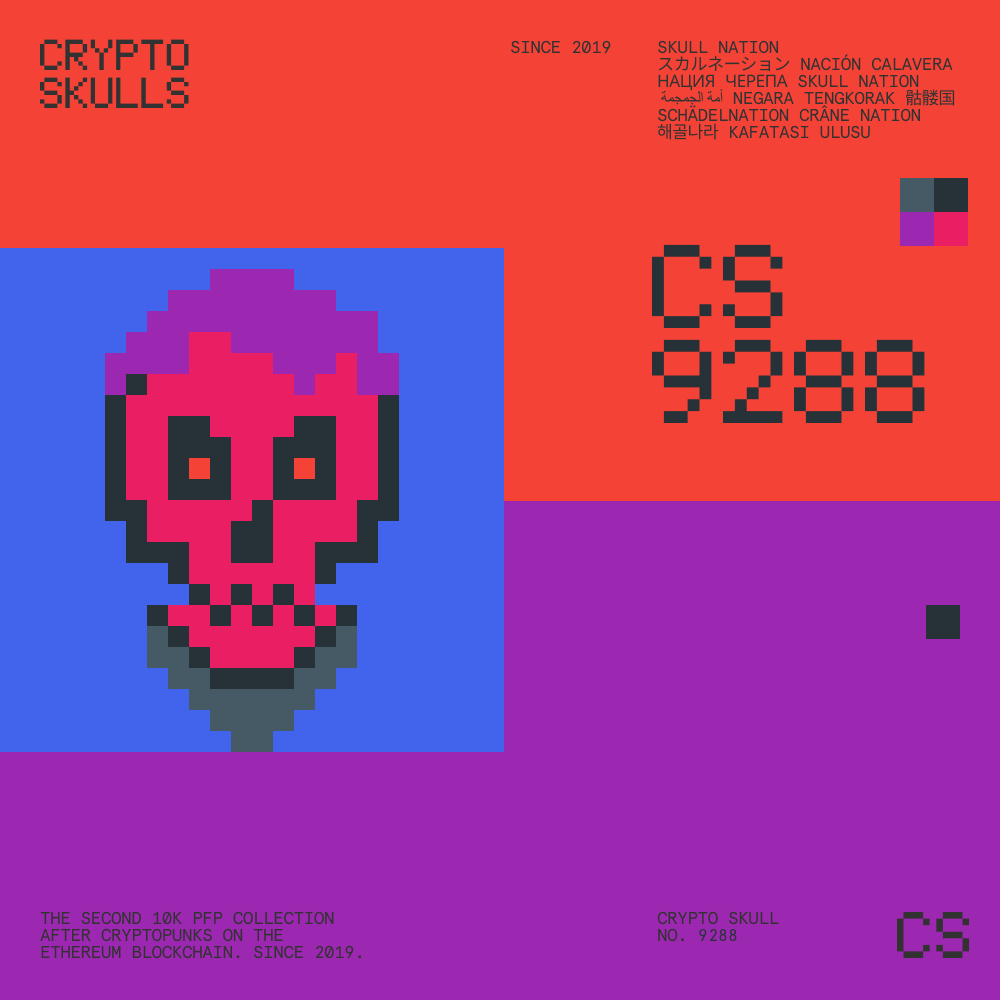 CRYPTO
SKULLS
SINCE 2019
SKULL NATION
スカルネーション NACIÓN CALAVERA
НАЦИЯ ЧЕРЕПА SKULL NATION
أمة الجمجمة NEGARA TENGKORAK 骷髅国
SCHÄDELNATION CRÂNE NATION
해골나라 KAFATASI ULUSU
CS
9288
THE SECOND 10K PFP COLLECTION
AFTER CRYPTOPUNKS ON THE
ETHEREUM BLOCKCHAIN. SINCE 2019.
CRYPTO SKULL
NO. 9288
CS